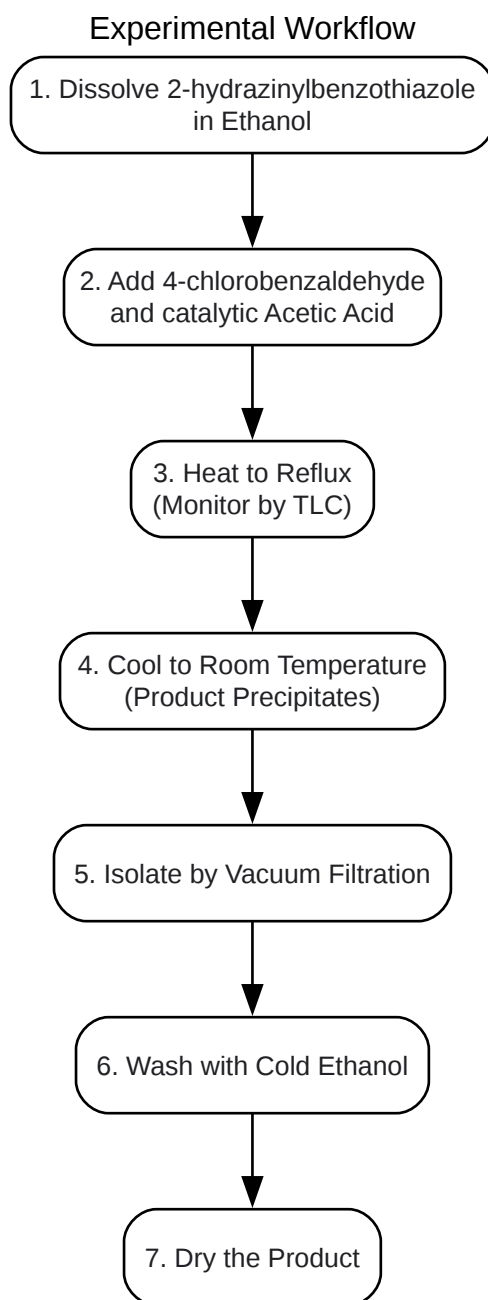 Experimental Workflow
1. Dissolve 2-hydrazinylbenzothiazole
in Ethanol
2. Add 4-chlorobenzaldehyde
and catalytic Acetic Acid
3. Heat to Reflux
(Monitor by TLC)
4. Cool to Room Temperature
(Product Precipitates)
5. Isolate by Vacuum Filtration
6. Wash with Cold Ethanol
7. Dry the Product